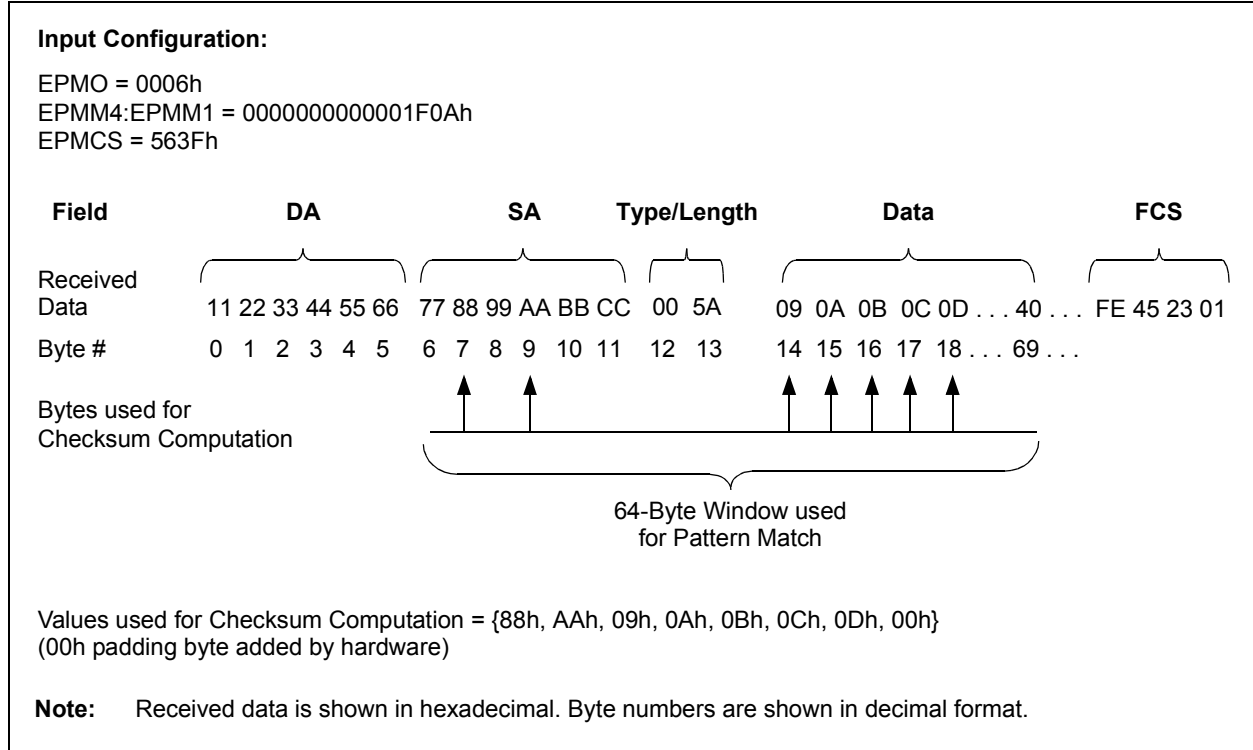 Input Configuration:
EPMO = 0006h
EPMM4:EPMM1 = 0000000000001F0Ah
EPMCS = 563Fh
Field DA SA Type/Length Data FCS
Received
Data 11 22 33 44 55 66 77 88 99 AA BB CC 00 5A 09 0A 0B 0C 0D . . . 40 . . . FE 45 23 01
Byte # 0 1 2 3 4 5 6 7 8 9 10 11 12 13 14 15 16 17 18 . . . 69 . . .
Bytes used for
Checksum Computation
64-Byte Window used
for Pattern Match
Values used for Checksum Computation = {88h, AAh, 09h, 0Ah, 0Bh, 0Ch, 0Dh, 00h}
(00h padding byte added by hardware)
Note: Received data is shown in hexadecimal. Byte numbers are shown in decimal format.